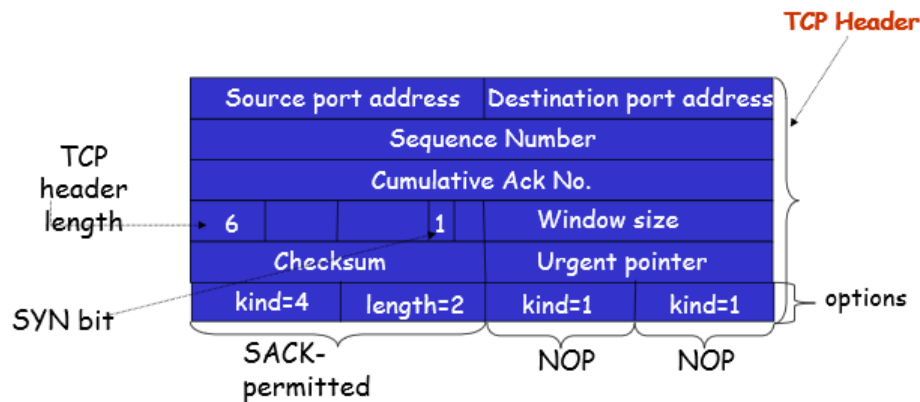 TCP Header
Source port address
Destination port address
Sequence Number
TCP
header
length
Cumulative Ack No.
6
1
Window size
Checksum
Urgent pointer
SYN bit
kind=4
length=2
kind=1
kind=1
options
SACK-
permitted
NOP
NOP